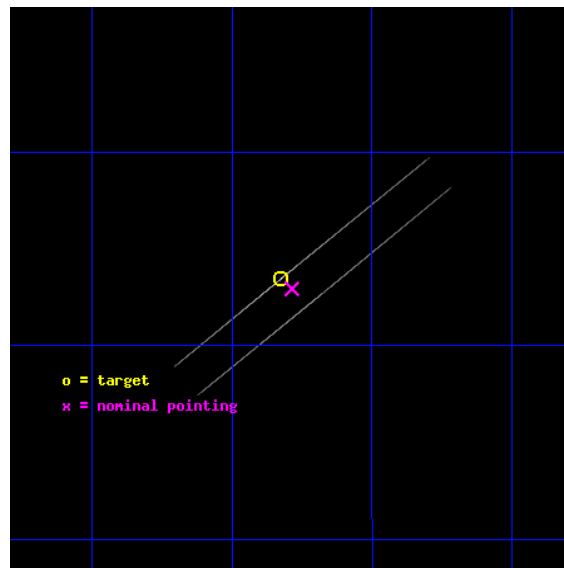 o = target
x = nominal pointing